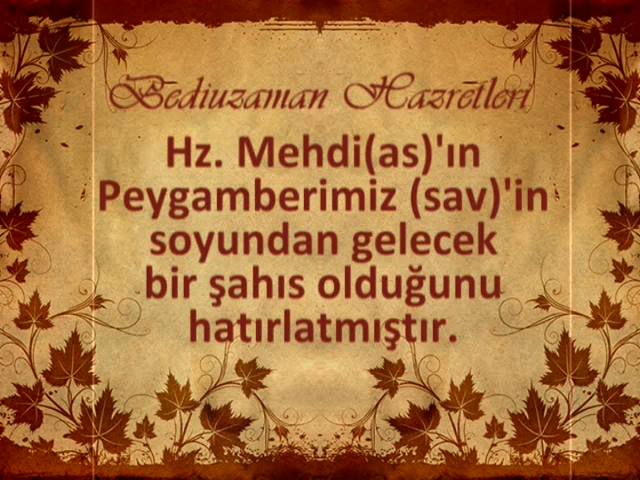 Bediuzaman Hazretleri
Hz. Mehdi(as)'ın
Peygamberimiz (sav)'in
soyundan gelecek
bir şahıs olduğunu
hatırlatmıştır.